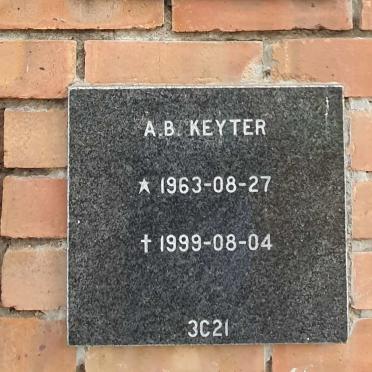 A.B. KEYTER
★ 1963-08-27
† 1999-08-04
3C21